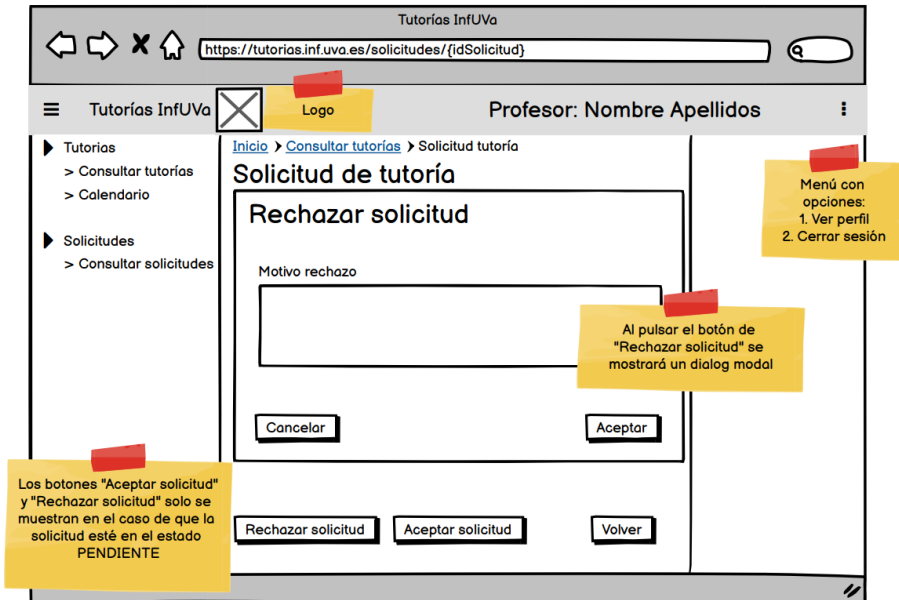 Tutorías InfUVa
https://tutorias.inf.uva.es/solicitudes/{idSolicitud}
Tutorías InfUVa
Logo
Profesor: Nombre Apellidos
Tutorias
> Consultar tutorías
> Calendario
Solicitudes
> Consultar solicitudes
Inicio > Consultar tutorías > Solicitud tutoría
Solicitud de tutoría
Rechazar solicitud
Motivo rechazo
Cancelar
Aceptar
Rechazar solicitud
Aceptar solicitud
Volver
Menú con
opciones:
1. Ver perfil
2. Cerrar sesión
Al pulsar el botón de
"Rechazar solicitud" se
mostrará un dialog modal
Los botones "Aceptar solicitud"
y "Rechazar solicitud" solo se
muestran en el caso de que la
solicitud esté en el estado
PENDIENTE